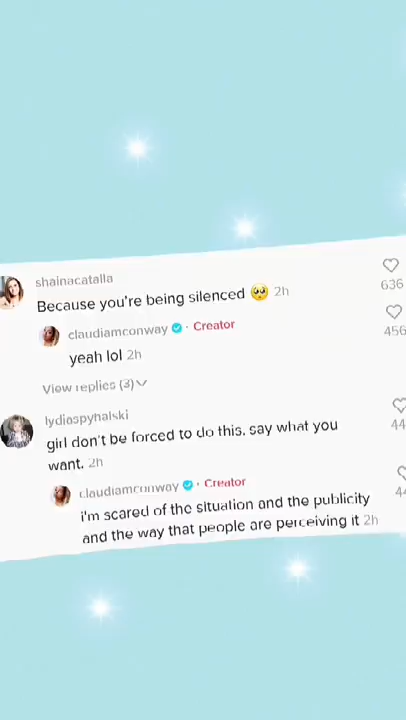 shainacatalla
Because you're being silenced 🥺 2h
636
claudiamconway · Creator
456
yeah lol 2h
View replies (3)
lydiaspyhalski
girl don't be forced to do this. say what you
44
want. 2h
claudiamconway · Creator
i'm scared of the situation and the publicity
and the way that people are perceiving it 2h